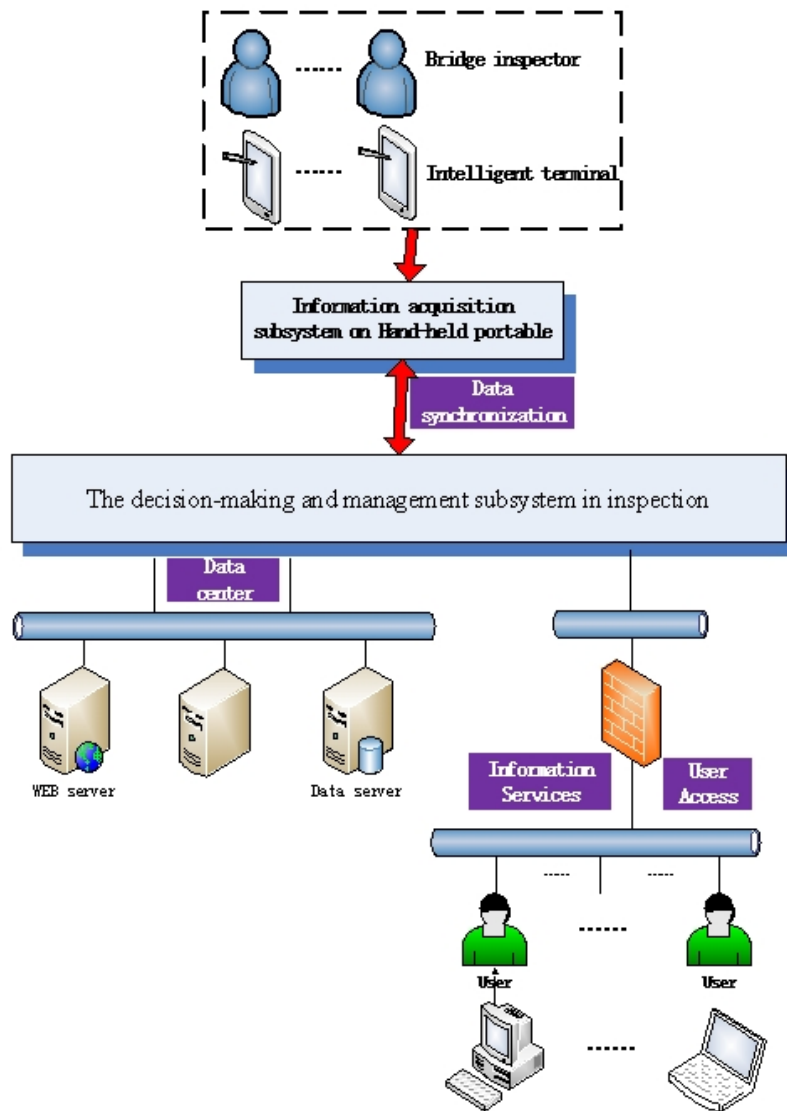 Bridge inspector
Intelligent terminal
Information acquisition
subsystem on Hand-held portable
Data
synchronization
The decision-making and management subsystem in inspection
Data
center
WEB server
Data server
Information
Services
User
Access
User
User